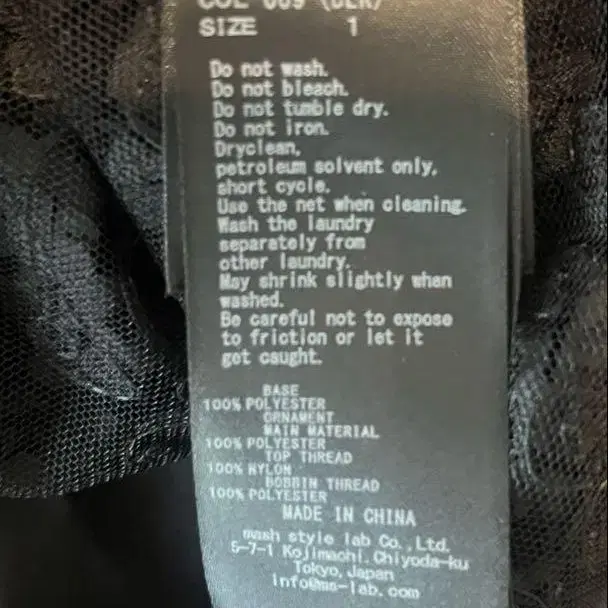 COL 009 (BLK)
SIZE 1
Do not wash.
Do not bleach.
Do not tumble dry.
Do not iron.
Dryclean,
petroleum solvent only,
short cycle.
Use the net when cleaning.
Wash the laundry
separately from
other laundry.
May shrink slightly when
washed.
Be careful not to expose
to friction or let it
get caught.
BASE
100% POLYESTER
ORNAMENT
MAIN MATERIAL
100% POLYESTER
TOP THREAD
100% NYLON
BOBBIN THREAD
100% POLYESTER
MADE IN CHINA
mash style lab Co., Ltd.
5-7-1 Kojimachi, Chiyoda-ku
Tokyo, Japan
info@ms-lab.com